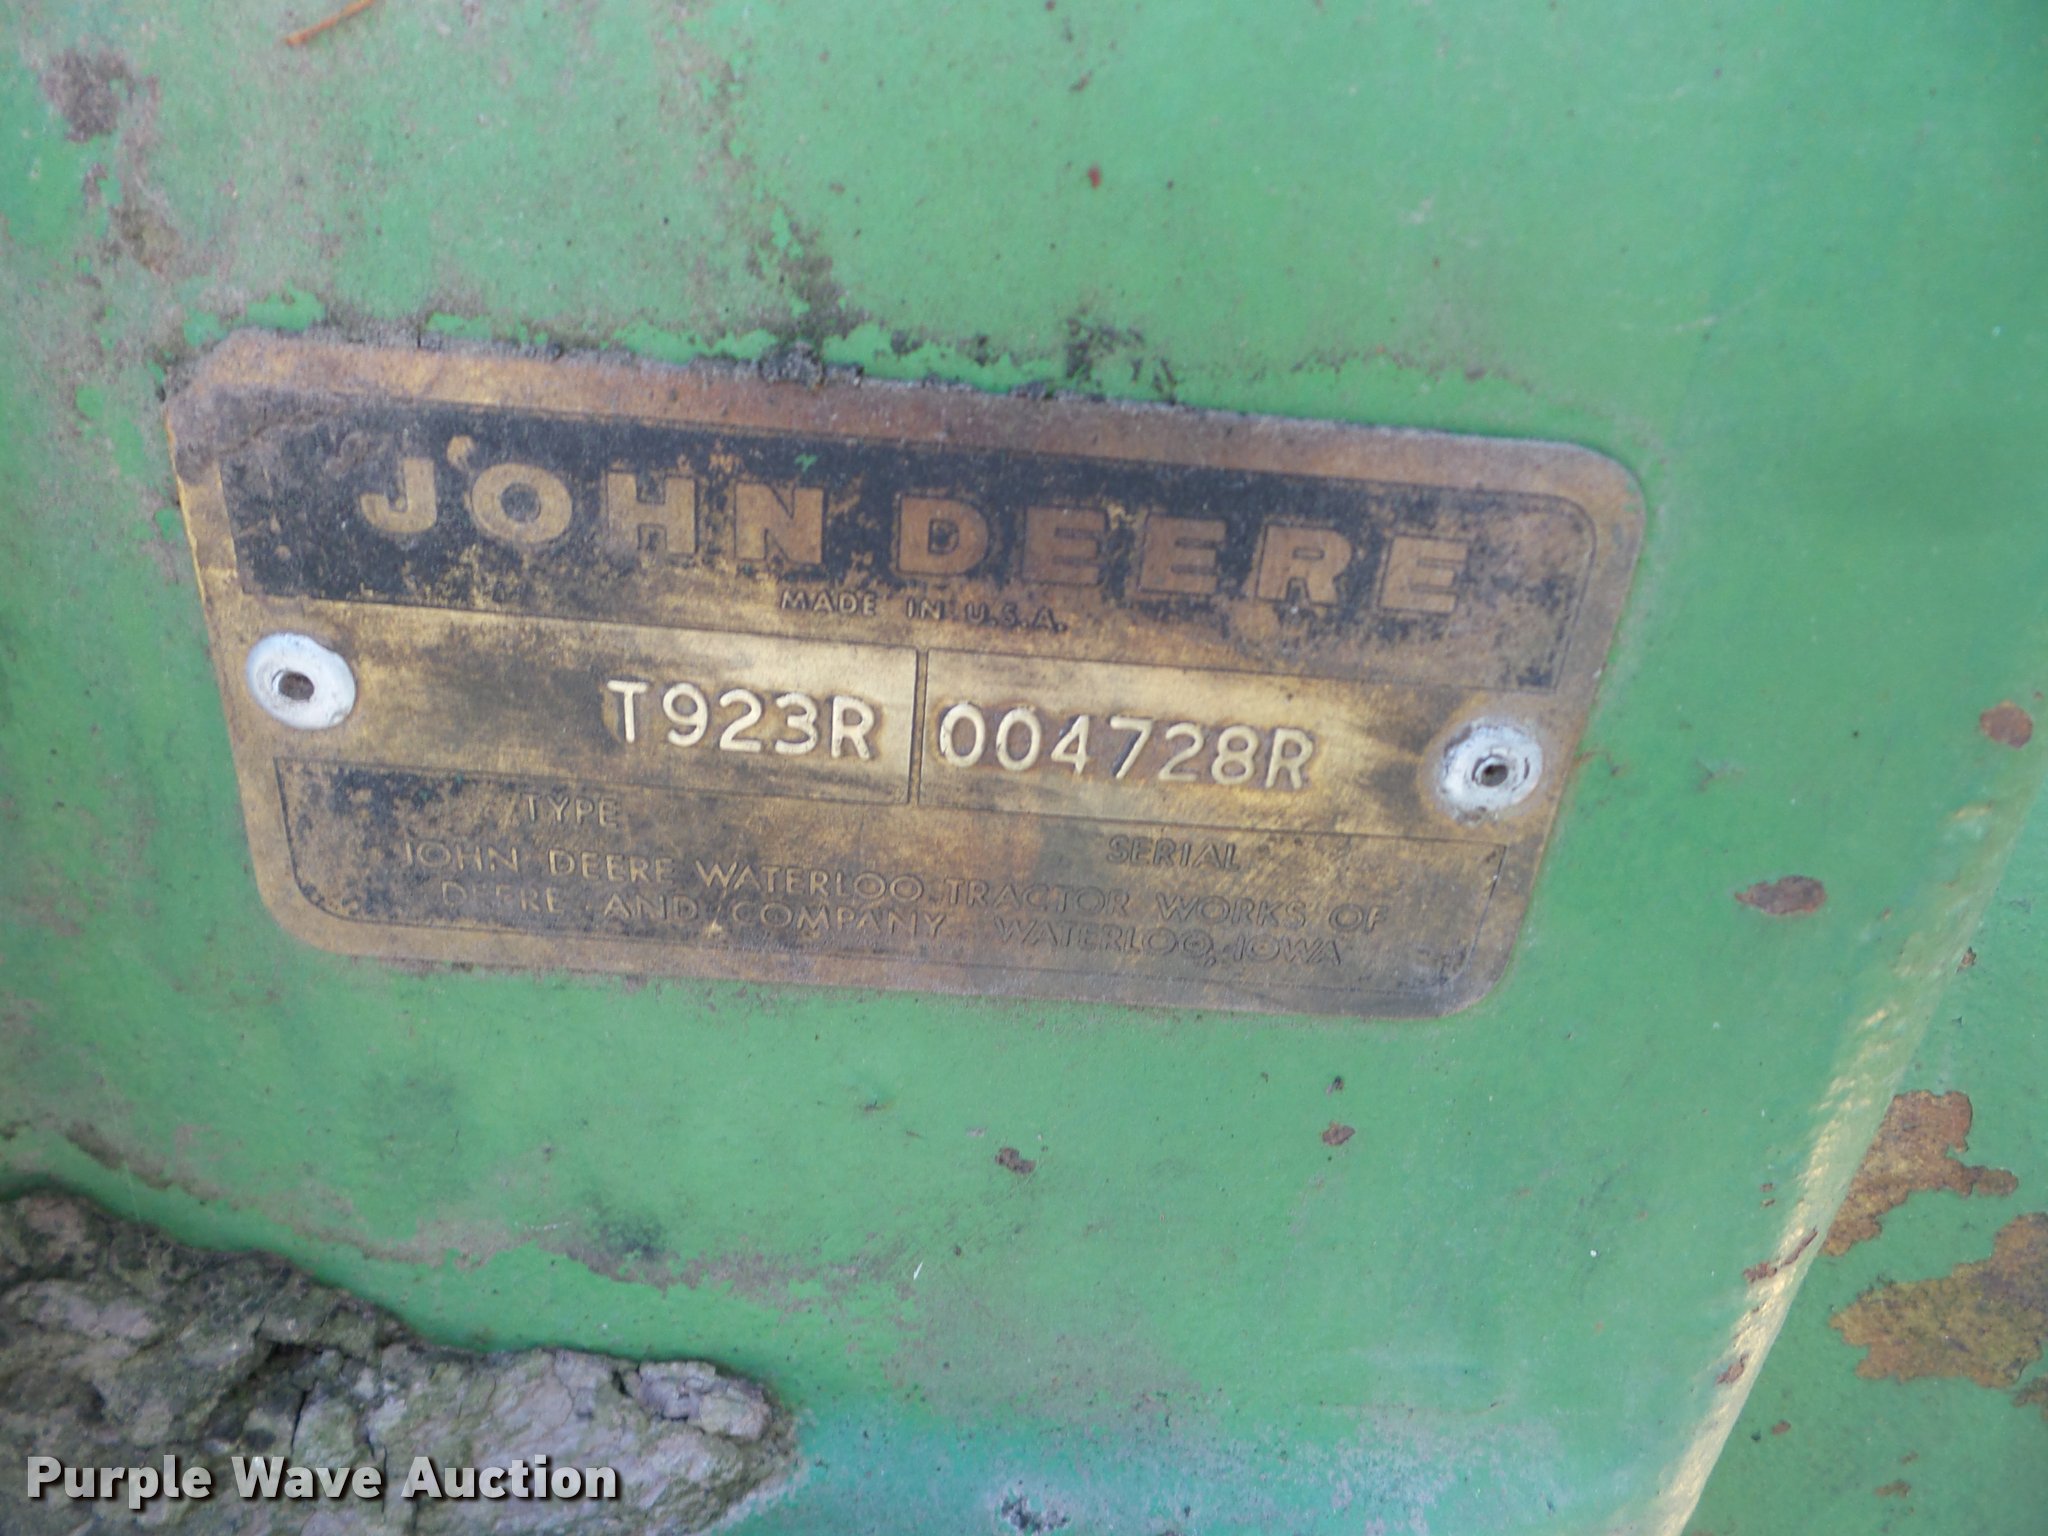 JOHN DEERE
MADE IN U.S.A.
T923R 004728R
TYPE SERIAL
JOHN DEERE WATERLOO TRACTOR WORKS OF
DEERE AND COMPANY WATERLOO, IOWA
Purple Wave Auction